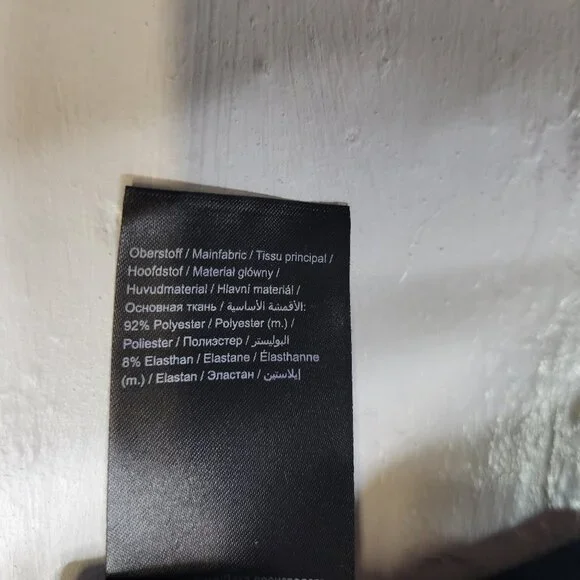 Oberstoff / Mainfabric / Tissu principal /
Hoofdstof / Materiał główny /
Huvudmaterial / Hlavní materiál /
Основная ткань / الأقمشة الأساسية:
92% Polyester / Polyester (m.) /
Poliester / Полиэстер / البوليستر
8% Elasthan / Elastane / Élasthanne
(m.) / Elastan / Эластан / إيلاستين